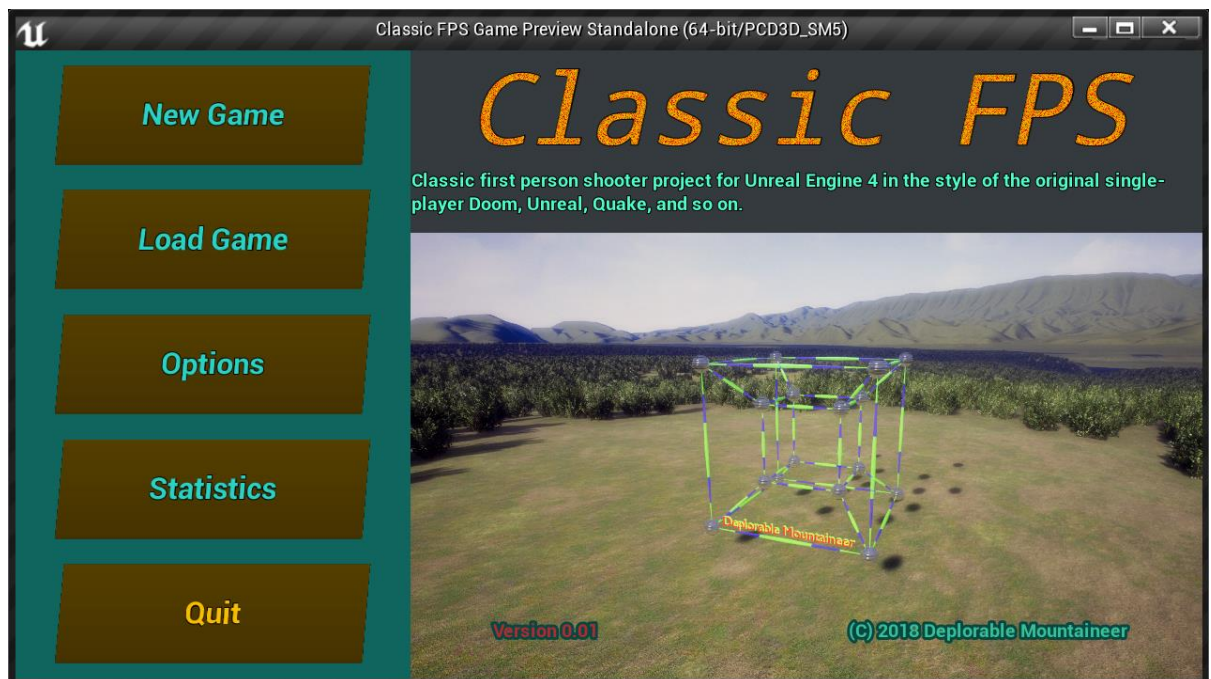 Classic FPS Game Preview Standalone (64-bit/PCD3D_SM5)
New Game
Load Game
Options
Statistics
Quit
Classic FPS
Classic first person shooter project for Unreal Engine 4 in the style of the original single-
player Doom, Unreal, Quake, and so on.
Deplorable Mountaineer
Version 0.01
(C) 2018 Deplorable Mountaineer